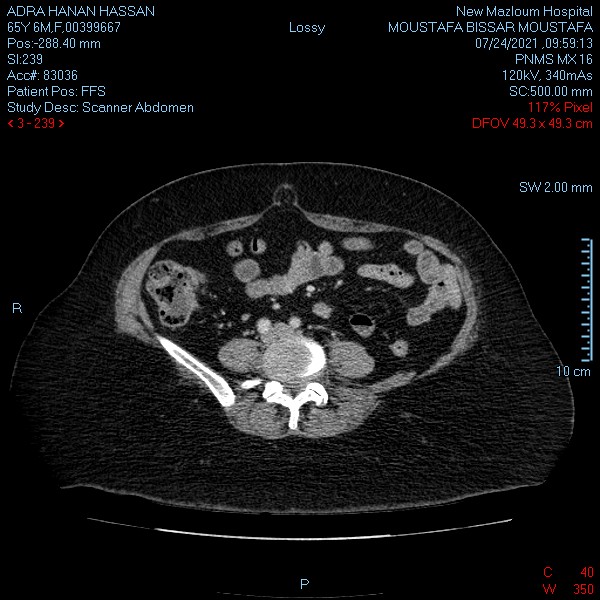 ADRA HANAN HASSAN
65Y 6M,F,00399667
Pos:-288.40 mm
SI:239
Acc#: 83036
Patient Pos: FFS
Study Desc: Scanner Abdomen
< 3 - 239 >
Lossy
New Mazloum Hospital
MOUSTAFA BISSAR MOUSTAFA
07/24/2021 ,09:59:13
PNMS MX 16
120kV, 340mAs
SC:500.00 mm
117% Pixel
DFOV 49.3 x 49.3 cm
SW 2.00 mm
R
10 cm
P
C 40
W 350